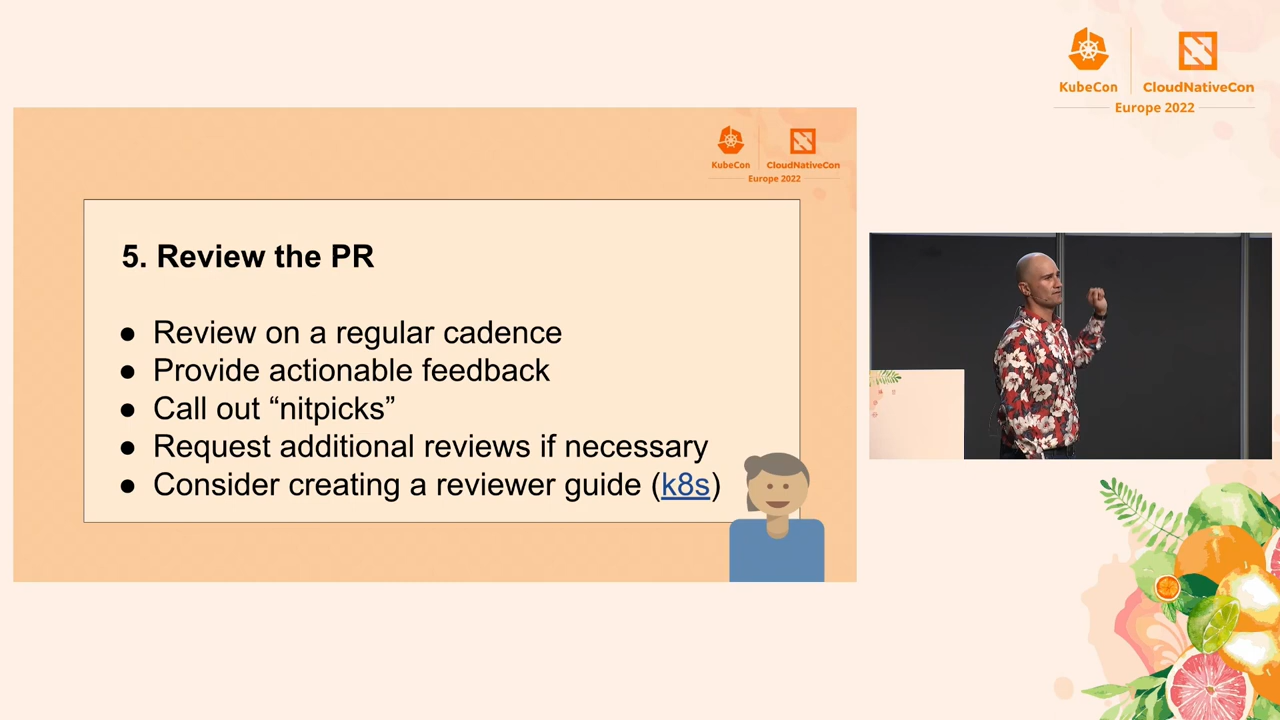 KubeCon
CloudNativeCon
Europe 2022
KubeCon
CloudNativeCon
Europe 2022
5. Review the PR
● Review on a regular cadence
● Provide actionable feedback
● Call out “nitpicks”
● Request additional reviews if necessary
● Consider creating a reviewer guide (k8s)